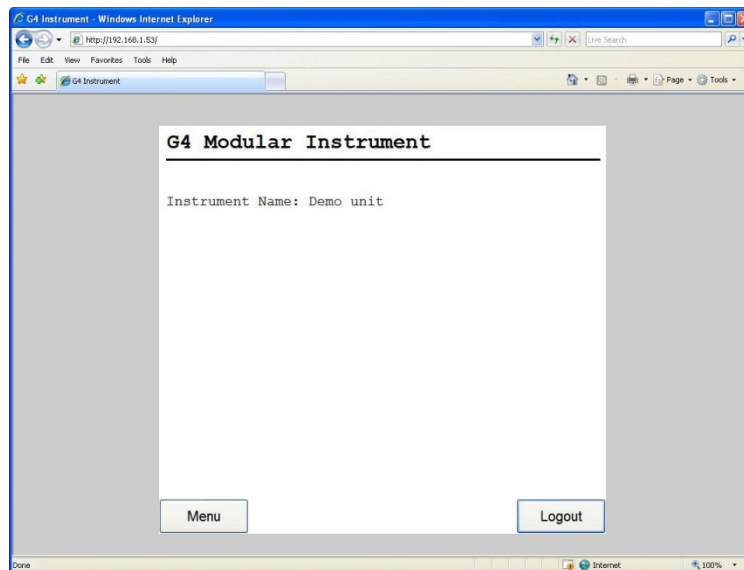 G4 Instrument - Windows Internet Explorer
http://192.168.1.53/
Live Search
File Edit View Favorites Tools Help
G4 Instrument
Page Tools
G4 Modular Instrument
Instrument Name: Demo unit
Menu Logout
Done Internet 100%